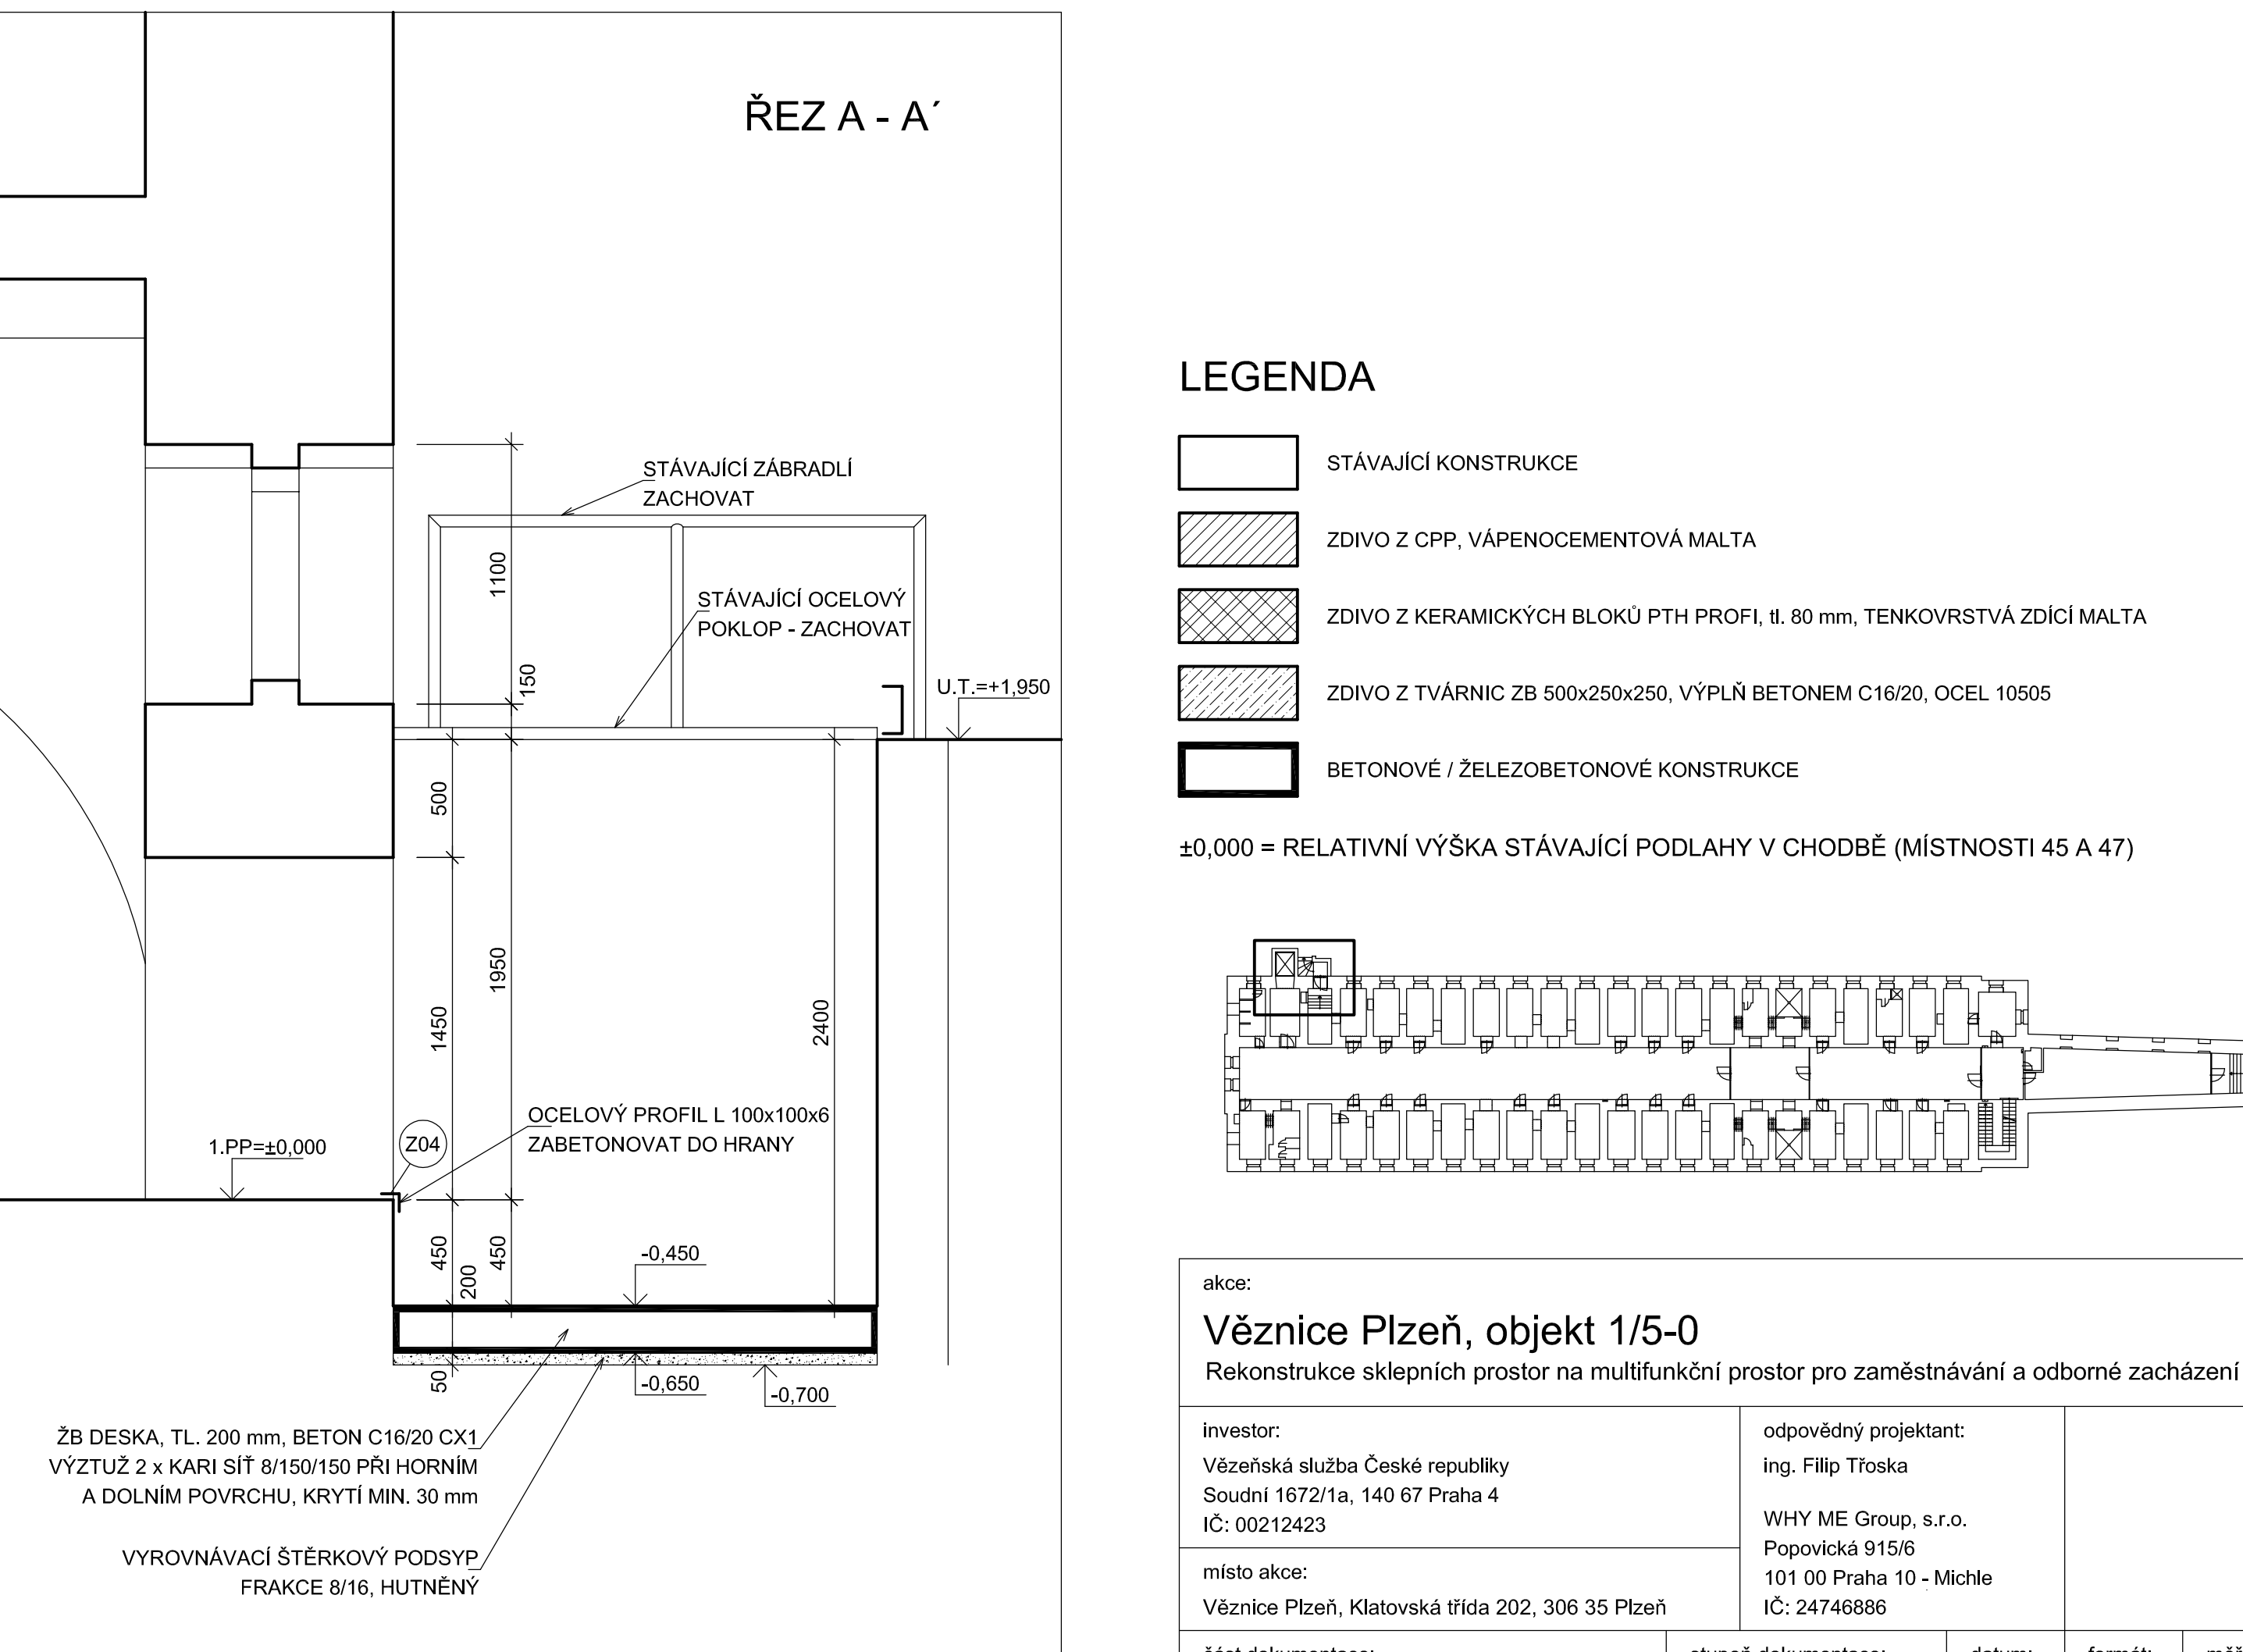 ŘEZ A - A´
STÁVAJÍCÍ ZÁBRADLÍ
ZACHOVAT
1100
STÁVAJÍCÍ OCELOVÝ
POKLOP - ZACHOVAT
150
U.T.=+1,950
500
1950
1450
2400
OCELOVÝ PROFIL L 100x100x6
ZABETONOVAT DO HRANY
Z04
1.PP=±0,000
450
450
200
-0,450
50
-0,650
-0,700
ŽB DESKA, TL. 200 mm, BETON C16/20 CX1
VÝZTUŽ 2 x KARI SÍŤ 8/150/150 PŘI HORNÍM
A DOLNÍM POVRCHU, KRYTÍ MIN. 30 mm
VYROVNÁVACÍ ŠTĚRKOVÝ PODSYP
FRAKCE 8/16, HUTNĚNÝ
LEGENDA
STÁVAJÍCÍ KONSTRUKCE
ZDIVO Z CPP, VÁPENOCEMENTOVÁ MALTA
ZDIVO Z KERAMICKÝCH BLOKŮ PTH PROFI, tl. 80 mm, TENKOVRSTVÁ ZDÍCÍ MALTA
ZDIVO Z TVÁRNIC ZB 500x250x250, VÝPLŇ BETONEM C16/20, OCEL 10505
BETONOVÉ / ŽELEZOBETONOVÉ KONSTRUKCE
±0,000 = RELATIVNÍ VÝŠKA STÁVAJÍCÍ PODLAHY V CHODBĚ (MÍSTNOSTI 45 A 47)
akce:
Věznice Plzeň, objekt 1/5-0
Rekonstrukce sklepních prostor na multifunkční prostor pro zaměstnávání a odborné zacházení
investor:
Vězeňská služba České republiky
Soudní 1672/1a, 140 67 Praha 4
IČ: 00212423
místo akce:
Věznice Plzeň, Klatovská třída 202, 306 35 Plzeň
odpovědný projektant:
ing. Filip Třoska
WHY ME Group, s.r.o.
Popovická 915/6
101 00 Praha 10 - Michle
IČ: 24746886
část dokumentace:
stupeň dokumentace:
datum:
formát: